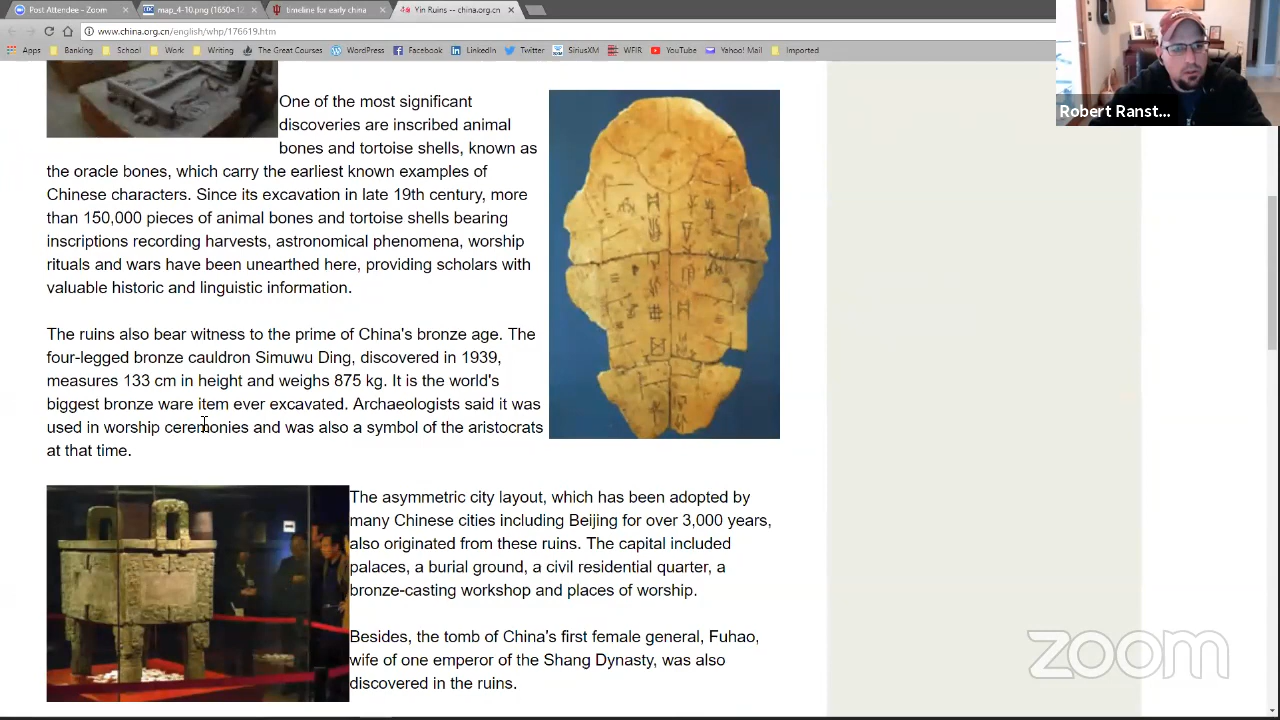 Post Attendee - Zoom
map_4-10.png (1650×1
timeline for early china
Yin Ruins -- china.org.cn
www.china.org.cn/english/whp/176619.htm
Apps Banking School Work Writing The Great Courses WordPress Facebook LinkedIn Twitter SiriusXM WFIR YouTube Yahoo! Mail Imported
Robert Ranst...
One of the most significant
discoveries are inscribed animal
bones and tortoise shells, known as
the oracle bones, which carry the earliest known examples of
Chinese characters. Since its excavation in late 19th century, more
than 150,000 pieces of animal bones and tortoise shells bearing
inscriptions recording harvests, astronomical phenomena, worship
rituals and wars have been unearthed here, providing scholars with
valuable historic and linguistic information.
The ruins also bear witness to the prime of China's bronze age. The
four-legged bronze cauldron Simuwu Ding, discovered in 1939,
measures 133 cm in height and weighs 875 kg. It is the world's
biggest bronze ware item ever excavated. Archaeologists said it was
used in worship ceremonies and was also a symbol of the aristocrats
at that time.
The asymmetric city layout, which has been adopted by
many Chinese cities including Beijing for over 3,000 years,
also originated from these ruins. The capital included
palaces, a burial ground, a civil residential quarter, a
bronze-casting workshop and places of worship.
Besides, the tomb of China's first female general, Fuhao,
wife of one emperor of the Shang Dynasty, was also
discovered in the ruins.
zoom